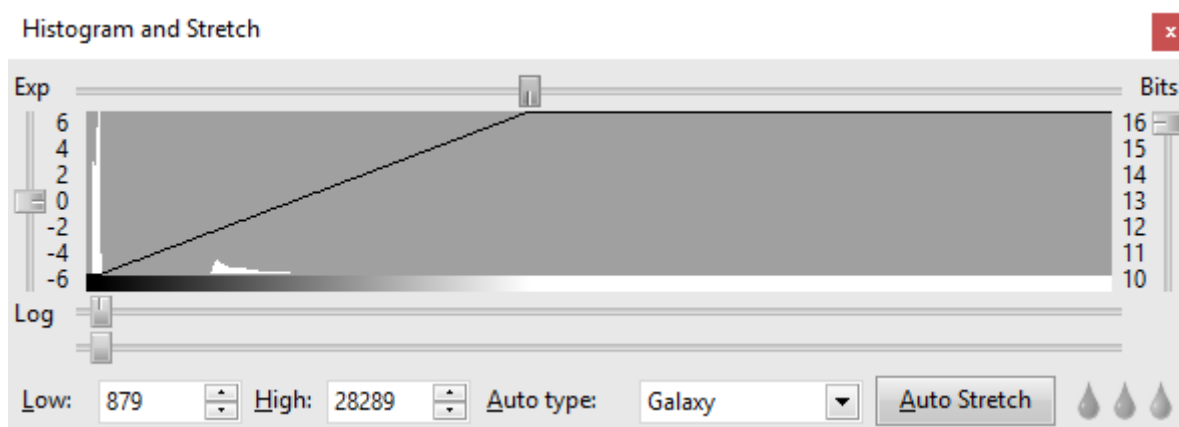 Histogram and Stretch
x
Exp
Bits
6
4
2
0
-2
-4
-6
16
15
14
13
12
11
10
Log
Low: 879 High: 28289 Auto type: Galaxy Auto Stretch